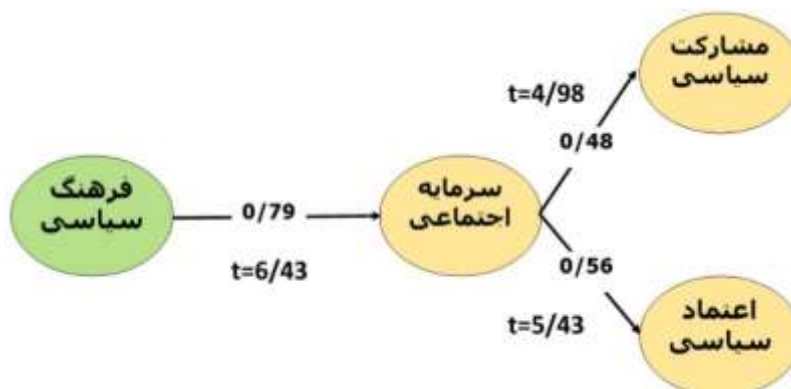 مشارکت
سیاسی
t=4/98
0/48
فرهنگ
سیاسی
0/79
t=6/43
سرمایه
اجتماعی
0/56
t=5/43
اعتماد
سیاسی